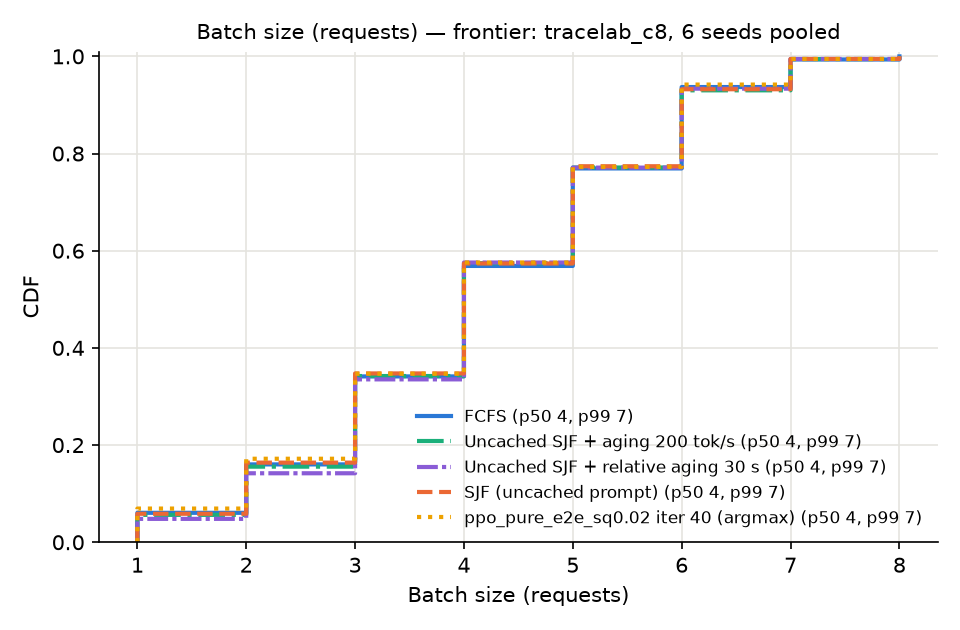 Batch size (requests) — frontier: tracelab_c8, 6 seeds pooled
1.0
0.8
0.6
0.4
0.2
0.0
CDF
FCFS (p50 4, p99 7)
Uncached SJF + aging 200 tok/s (p50 4, p99 7)
Uncached SJF + relative aging 30 s (p50 4, p99 7)
SJF (uncached prompt) (p50 4, p99 7)
ppo_pure_e2e_sq0.02 iter 40 (argmax) (p50 4, p99 7)
1 2 3 4 5 6 7 8
Batch size (requests)